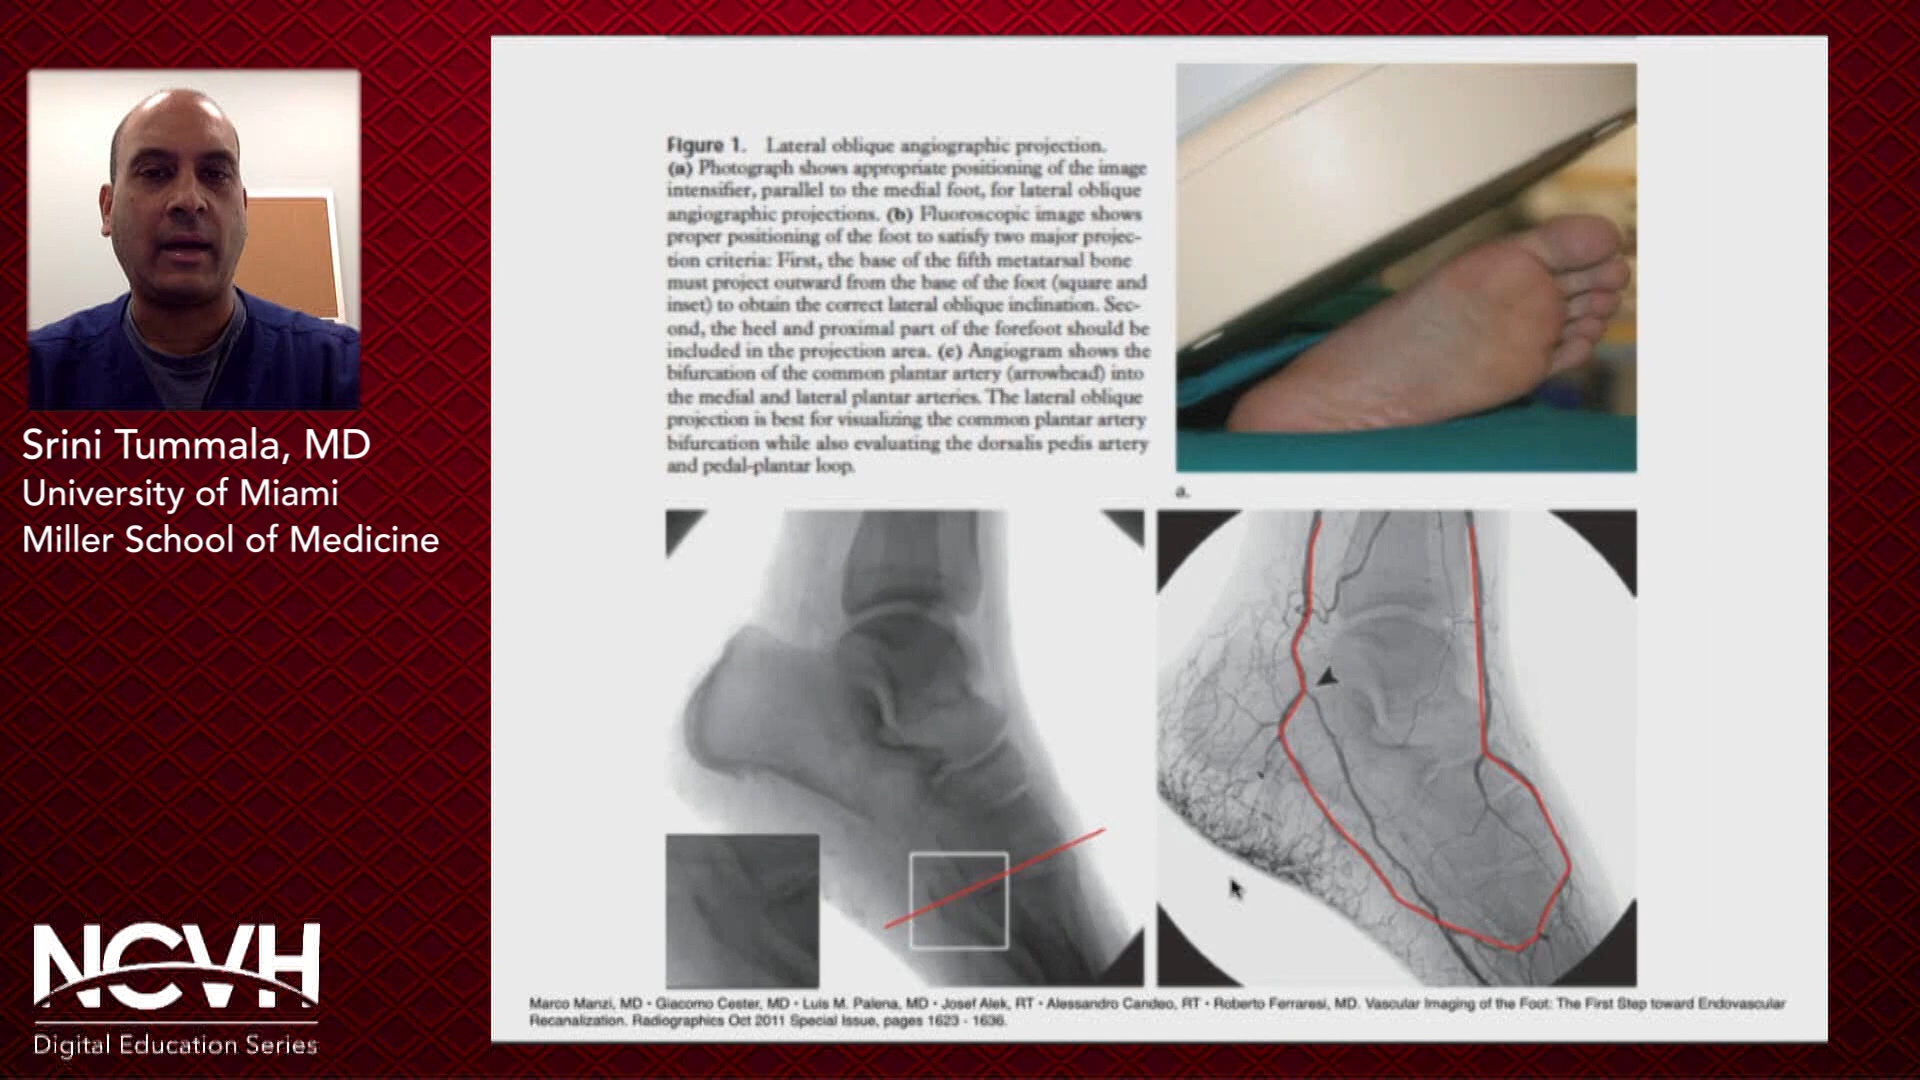 Srini Tummala, MD
University of Miami
Miller School of Medicine
NCVH
Digital Education Series
Figure 1. Lateral oblique angiographic projection.
(a) Photograph shows appropriate positioning of the image
intensifier, parallel to the medial foot, for lateral oblique
angiographic projections. (b) Fluoroscopic image shows
proper positioning of the foot to satisfy two major projec-
tion criteria: First, the base of the fifth metatarsal bone
must project outward from the base of the foot (square and
inset) to obtain the correct lateral oblique inclination. Sec-
ond, the heel and proximal part of the forefoot should be
included in the projection area. (c) Angiogram shows the
bifurcation of the common plantar artery (arrowhead) into
the medial and lateral plantar arteries. The lateral oblique
projection is best for visualizing the common plantar artery
bifurcation while also evaluating the dorsalis pedis artery
and pedal-plantar loop.
a.
Marco Manzi, MD • Giacomo Cester, MD • Luis M. Palena, MD • Josef Alek, RT • Alessandro Candeo, RT • Roberto Ferraresi, MD. Vascular Imaging of the Foot: The First Step toward Endovascular
Recanalization. Radiographics Oct 2011 Special Issue, pages 1623 - 1636.